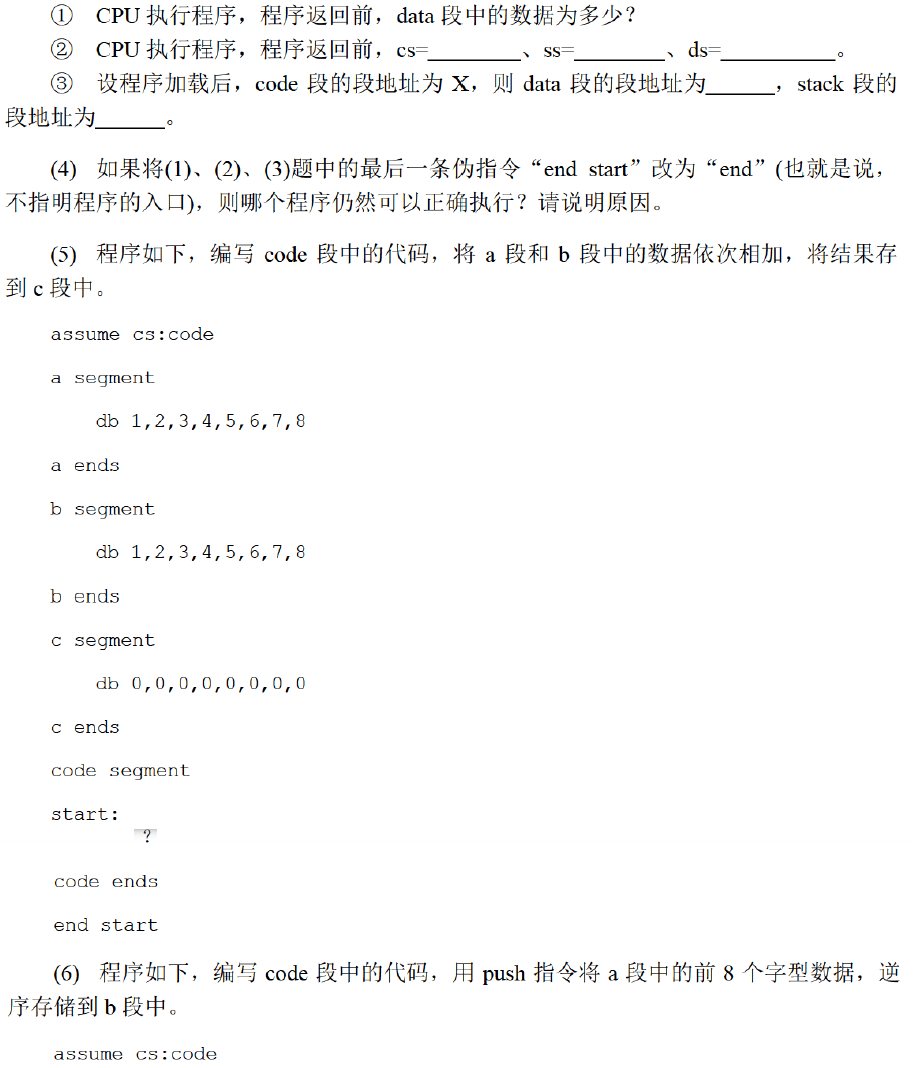 ① CPU 执行程序，程序返回前，data 段中的数据为多少？
② CPU 执行程序，程序返回前，cs=________、ss=________、ds=__________。
③ 设程序加载后，code 段的段地址为 X，则 data 段的段地址为______，stack 段的
段地址为______。
(4) 如果将(1)、(2)、(3)题中的最后一条伪指令“end start”改为“end”(也就是说，
不指明程序的入口)，则哪个程序仍然可以正确执行？请说明原因。
(5) 程序如下，编写 code 段中的代码，将 a 段和 b 段中的数据依次相加，将结果存
到 c 段中。
assume cs:code
a segment
db 1,2,3,4,5,6,7,8
a ends
b segment
db 1,2,3,4,5,6,7,8
b ends
c segment
db 0,0,0,0,0,0,0,0
c ends
code segment
start:
?
code ends
end start
(6) 程序如下，编写 code 段中的代码，用 push 指令将 a 段中的前 8 个字型数据，逆
序存储到 b 段中。
assume cs:code